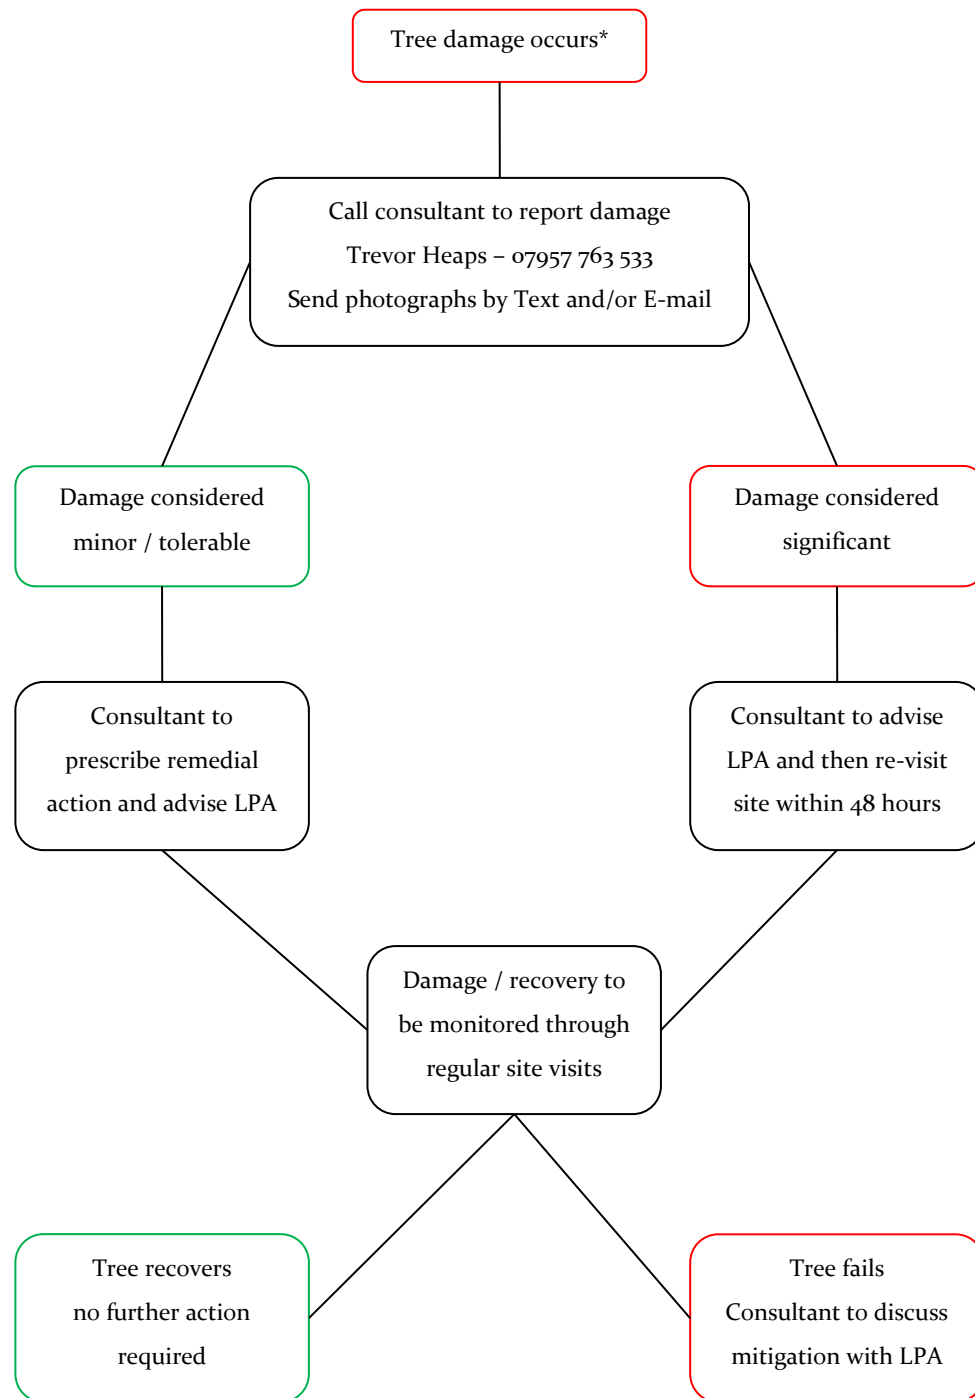 Tree damage occurs*
Call consultant to report damage
Trevor Heaps – 07957 763 533
Send photographs by Text and/or E-mail
Damage considered
minor / tolerable
Damage considered
significant
Consultant to
prescribe remedial
action and advise LPA
Consultant to advise
LPA and then re-visit
site within 48 hours
Damage / recovery to
be monitored through
regular site visits
Tree recovers
no further action
required
Tree fails
Consultant to discuss
mitigation with LPA